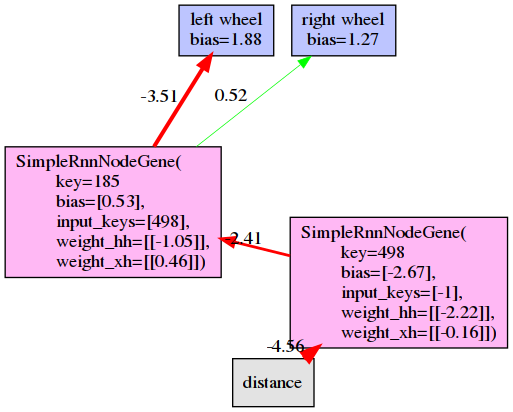 left wheel
bias=1.88
right wheel
bias=1.27
-3.51
0.52
SimpleRnnNodeGene(
key=185
bias=[0.53],
input_keys=[498],
weight_hh=[[-1.05]],
weight_xh=[[0.46]])
2.41
SimpleRnnNodeGene(
key=498
bias=[-2.67],
input_keys=[-1],
weight_hh=[[-2.22]],
weight_xh=[[-0.16]])
-4.56
distance